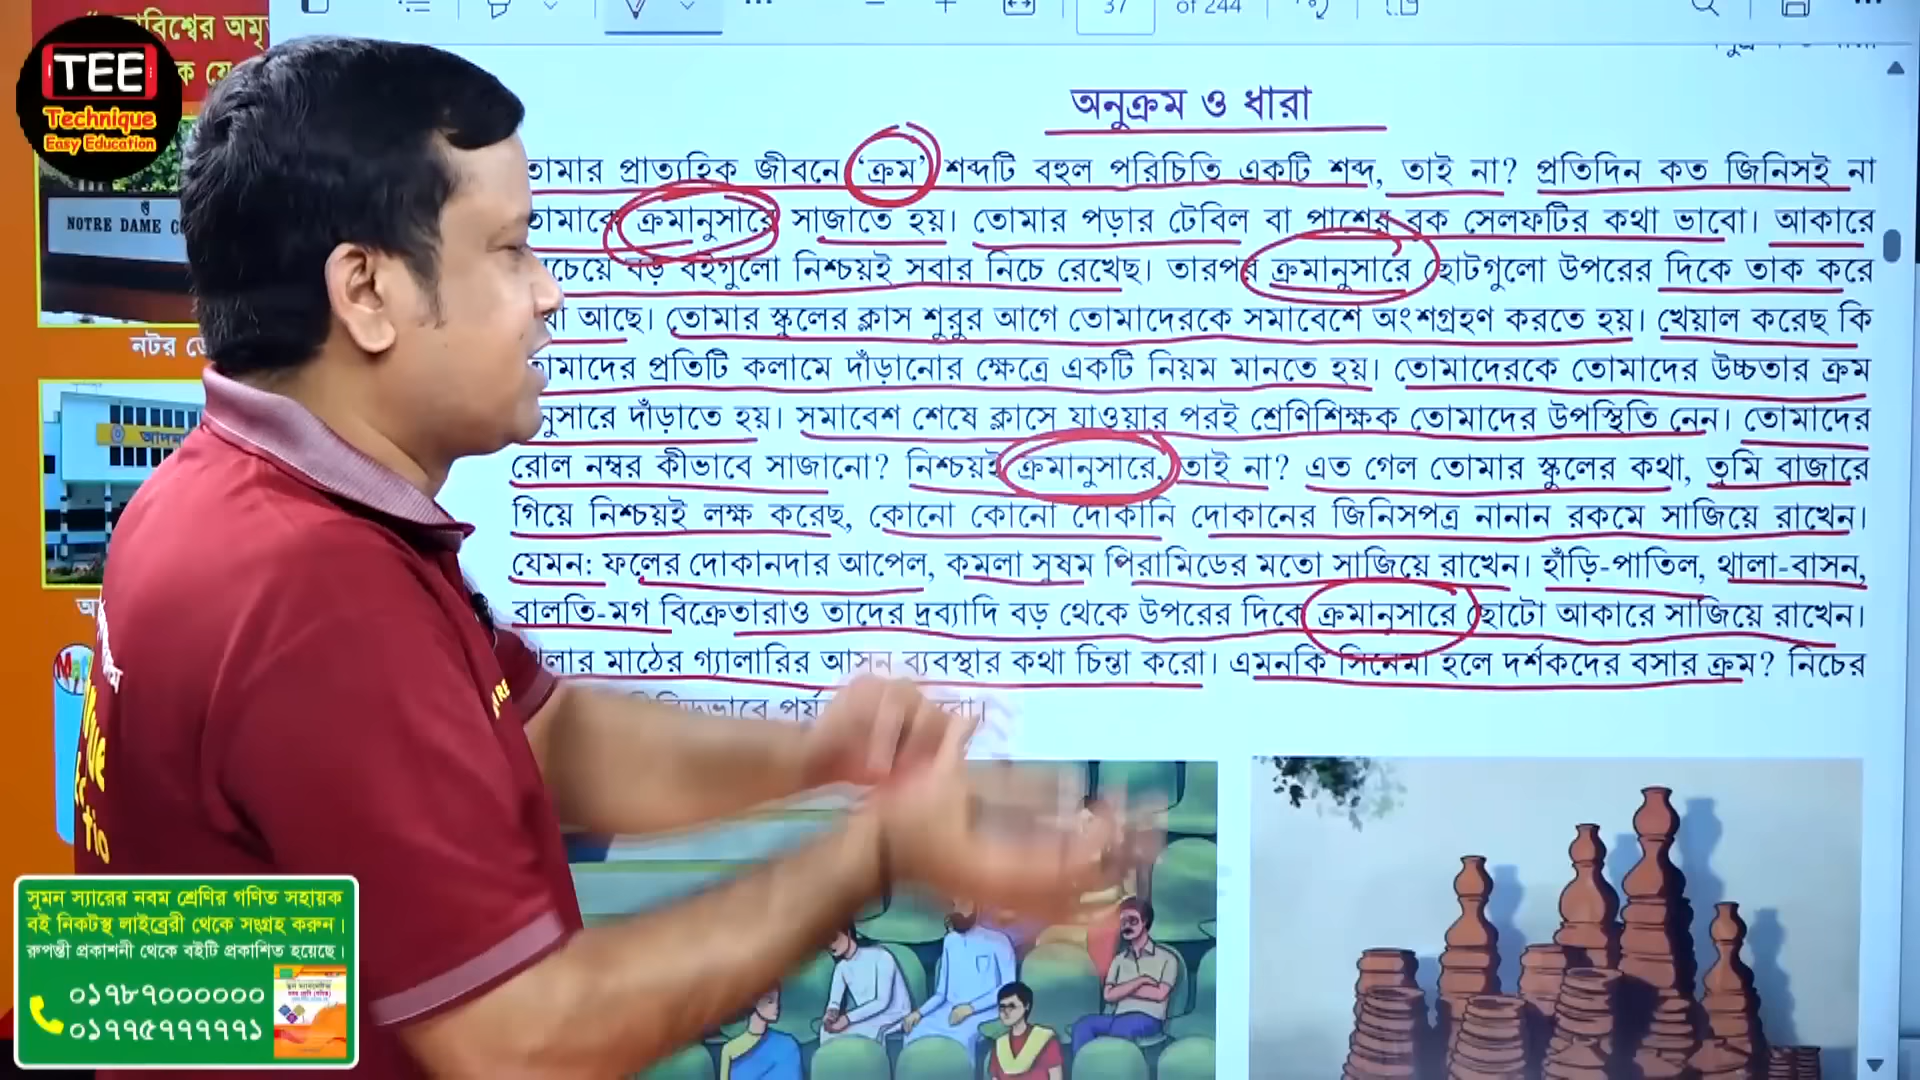 37 of 244
TEE
Technique
Easy Education
NOTRE DAME
অনুক্রম ও ধারা
তোমার প্রাত্যহিক জীবনে ‘ক্রম’ শব্দটি বহুল পরিচিতি একটি শব্দ, তাই না? প্রতিদিন কত জিনিসই না
তোমাকে ক্রমানুসারে সাজাতে হয়। তোমার পড়ার টেবিল বা পাশের বুক সেলফটির কথা ভাবো। আকারে
বড় বইগুলো নিশ্চয়ই সবার নিচে রেখেছ। তারপর ক্রমানুসারে ছোটগুলো উপরের দিকে তাক করে
আছে। তোমার স্কুলের ক্লাস শুরুর আগে তোমাদেরকে সমাবেশে অংশগ্রহণ করতে হয়। খেয়াল করেছ কি
তোমাদের প্রতিটি কলামে দাঁড়ানোর ক্ষেত্রে একটি নিয়ম মানতে হয়। তোমাদেরকে তোমাদের উচ্চতার ক্রম
দাঁড়াতে হয়। সমাবেশ শেষে ক্লাসে যাওয়ার পরই শ্রেণিশিক্ষক তোমাদের উপস্থিতি নেন। তোমাদের
রোল নম্বর কীভাবে সাজানো? নিশ্চয়ই ক্রমানুসারে, তাই না? এত গেল তোমার স্কুলের কথা, তুমি বাজারে
গিয়ে নিশ্চয়ই লক্ষ করেছ, কোনো কোনো দোকানি দোকানের জিনিসপত্র নানান রকমে সাজিয়ে রাখেন।
যেমন: ফলের দোকানদার আপেল, কমলা সুষম পিরামিডের মতো সাজিয়ে রাখেন। হাঁড়ি-পাতিল, থালা-বাসন,
বালতি-মগ বিক্রেতারাও তাদের দ্রব্যাদি বড় থেকে উপরের দিকে ক্রমানুসারে ছোটো আকারে সাজিয়ে রাখেন।
মাঠের গ্যালারির আসন ব্যবস্থার কথা চিন্তা করো। এমনকি সিনেমা হলে দর্শকদের বসার ক্রম? নিচের
সুমন স্যারের নবম শ্রেণির গণিত সহায়ক
বই নিকটস্থ লাইব্রেরী থেকে সংগ্রহ করুন।
রুপন্তী প্রকাশনী থেকে বইটি প্রকাশিত হয়েছে।
০১৭৮৭০০০০০০
০১৭৭৫৭৭৭৭৭১